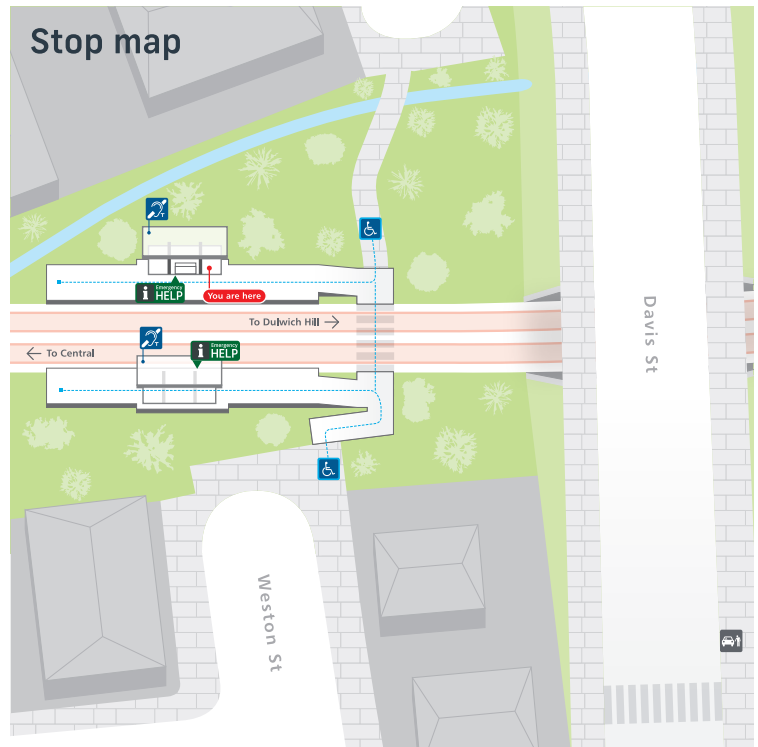 Stop map
T
Emergency
i HELP
You are here
To Dulwich Hill
T
Emergency
i HELP
To Central
Davis St
Weston St